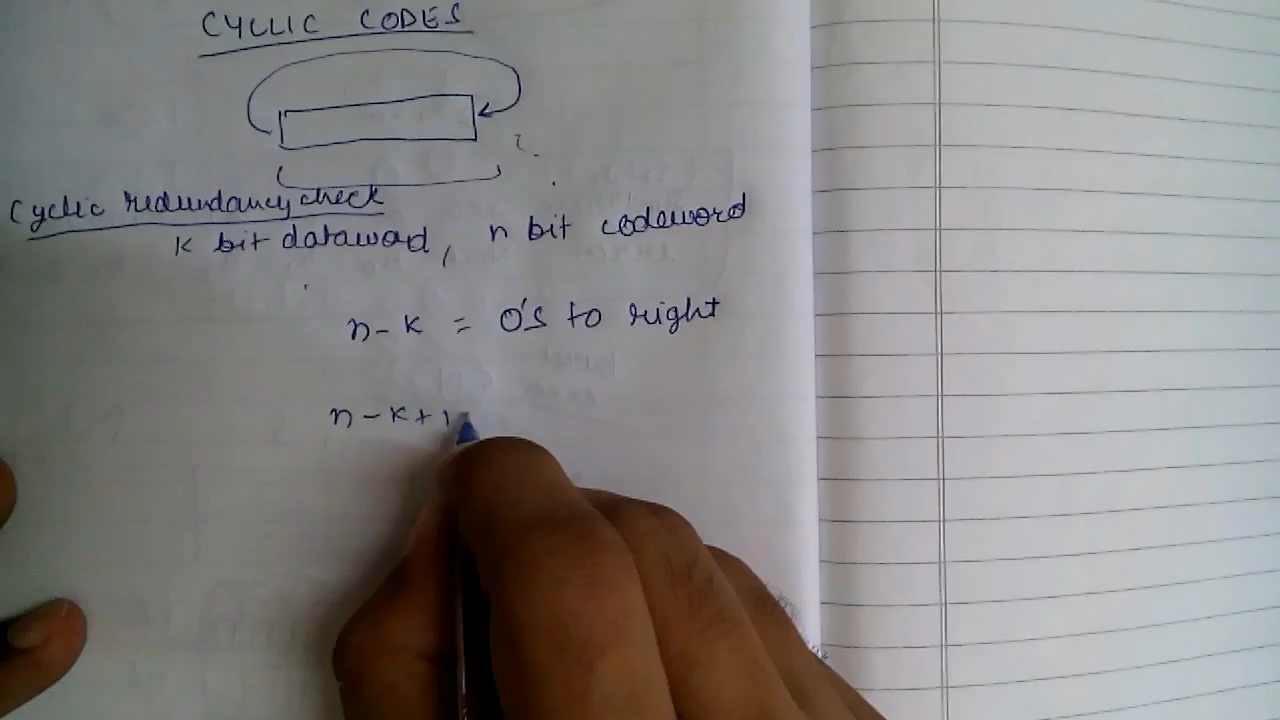 CYCLIC CODES
Cyclic redundancy check
k bit dataword, n bit codeword
n - k = 0's to right
n - k + 1